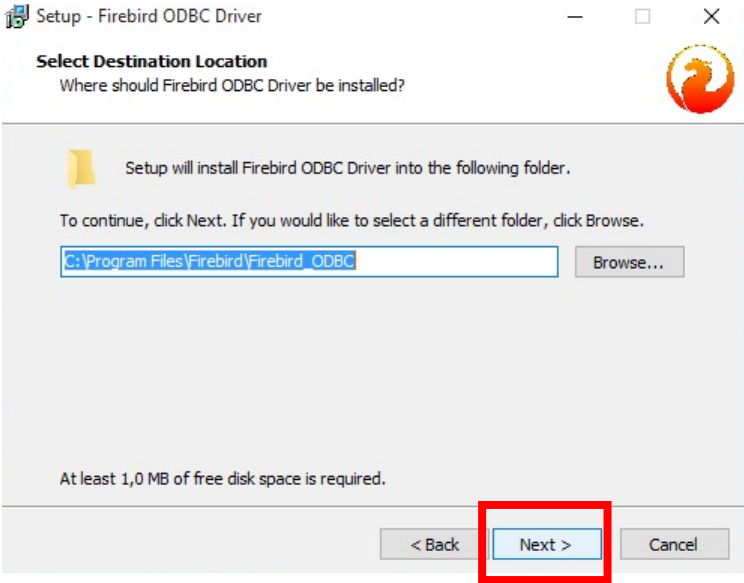 Setup - Firebird ODBC Driver
Select Destination Location
Where should Firebird ODBC Driver be installed?
Setup will install Firebird ODBC Driver into the following folder.
To continue, click Next. If you would like to select a different folder, click Browse.
C:\Program Files\Firebird\Firebird_ODBC
Browse...
At least 1,0 MB of free disk space is required.
< Back Next > Cancel